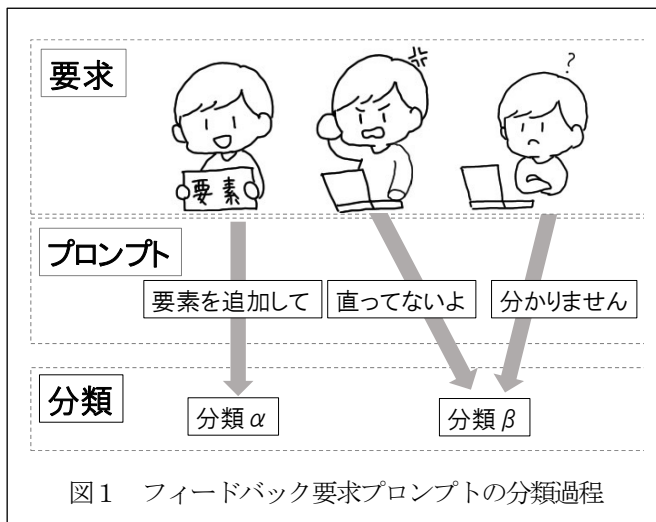 要求
?
要素
プロンプト
要素を追加して
直ってないよ
分かりません
分類
分類α
分類β
図1 フィードバック要求プロンプトの分類過程